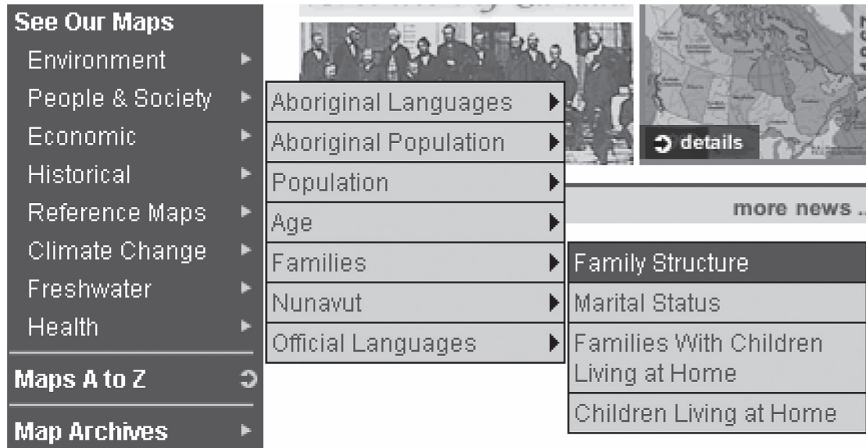 See Our Maps
Environment
People & Society
Economic
Historical
Reference Maps
Climate Change
Freshwater
Health
Maps A to Z
Map Archives
Aboriginal Languages
Aboriginal Population
Population
Age
Families
Nunavut
Official Languages
Family Structure
Marital Status
Families With Children
Living at Home
Children Living at Home
details
more news ..